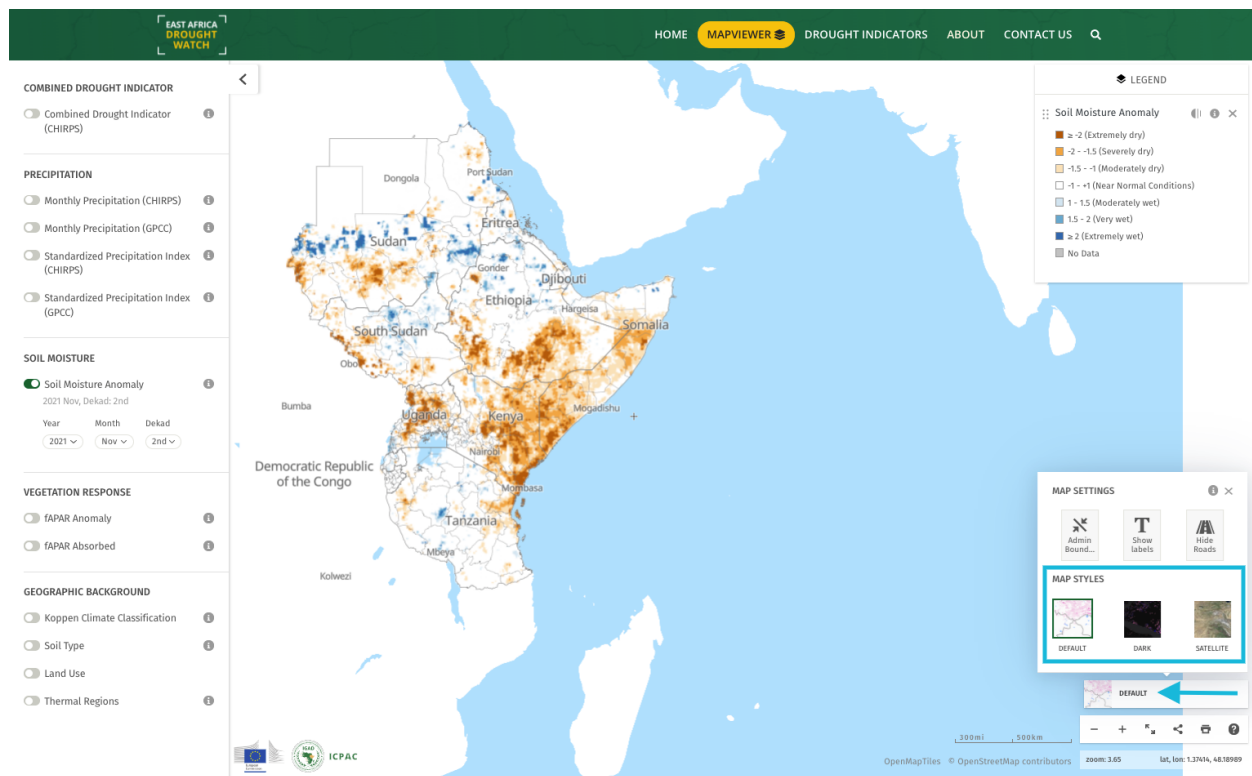 EAST AFRICA
DROUGHT
WATCH
HOME
MAPVIEWER
DROUGHT INDICATORS
ABOUT
CONTACT US
COMBINED DROUGHT INDICATOR
Combined Drought Indicator
(CHIRPS)
PRECIPITATION
Monthly Precipitation (CHIRPS)
Monthly Precipitation (GPCC)
Standardized Precipitation Index
(CHIRPS)
Standardized Precipitation Index
(GPCC)
SOIL MOISTURE
Soil Moisture Anomaly
2021 Nov, Dekad: 2nd
Year Month Dekad
2021 Nov 2nd
VEGETATION RESPONSE
fAPAR Anomaly
fAPAR Absorbed
GEOGRAPHIC BACKGROUND
Koppen Climate Classification
Soil Type
Land Use
Thermal Regions
Dongola
Port Sudan
Eritrea
Sudan
Gonder
Djibouti
Ethiopia
Hargeisa
South Sudan
Somalia
Obo
Bumba
Uganda
Kenya
Mogadishu
Nairobi
Democratic Republic
of the Congo
Mombasa
Tanzania
Mbeya
Kolwezi
LEGEND
Soil Moisture Anomaly
≥ -2 (Extremely dry)
-2 - -1.5 (Severely dry)
-1.5 - -1 (Moderately dry)
-1 - +1 (Near Normal Conditions)
1 - 1.5 (Moderately wet)
1.5 - 2 (Very wet)
≥ 2 (Extremely wet)
No Data
MAP SETTINGS
Admin
Bound...
Show
labels
Hide
Roads
MAP STYLES
DEFAULT
DARK
SATELLITE
DEFAULT
ICPAC
300mi
500km
OpenMapTiles © OpenStreetMap contributors
zoom: 3.65
lat, lon: 1.37414, 48.18989